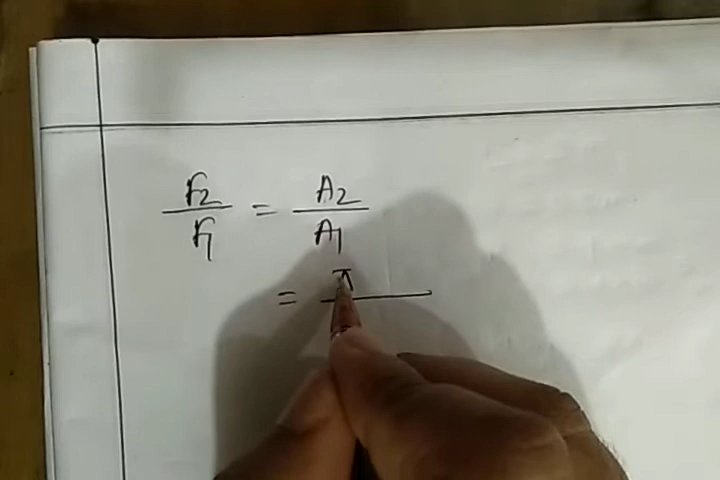 F2/F1 = A2/A1
= π